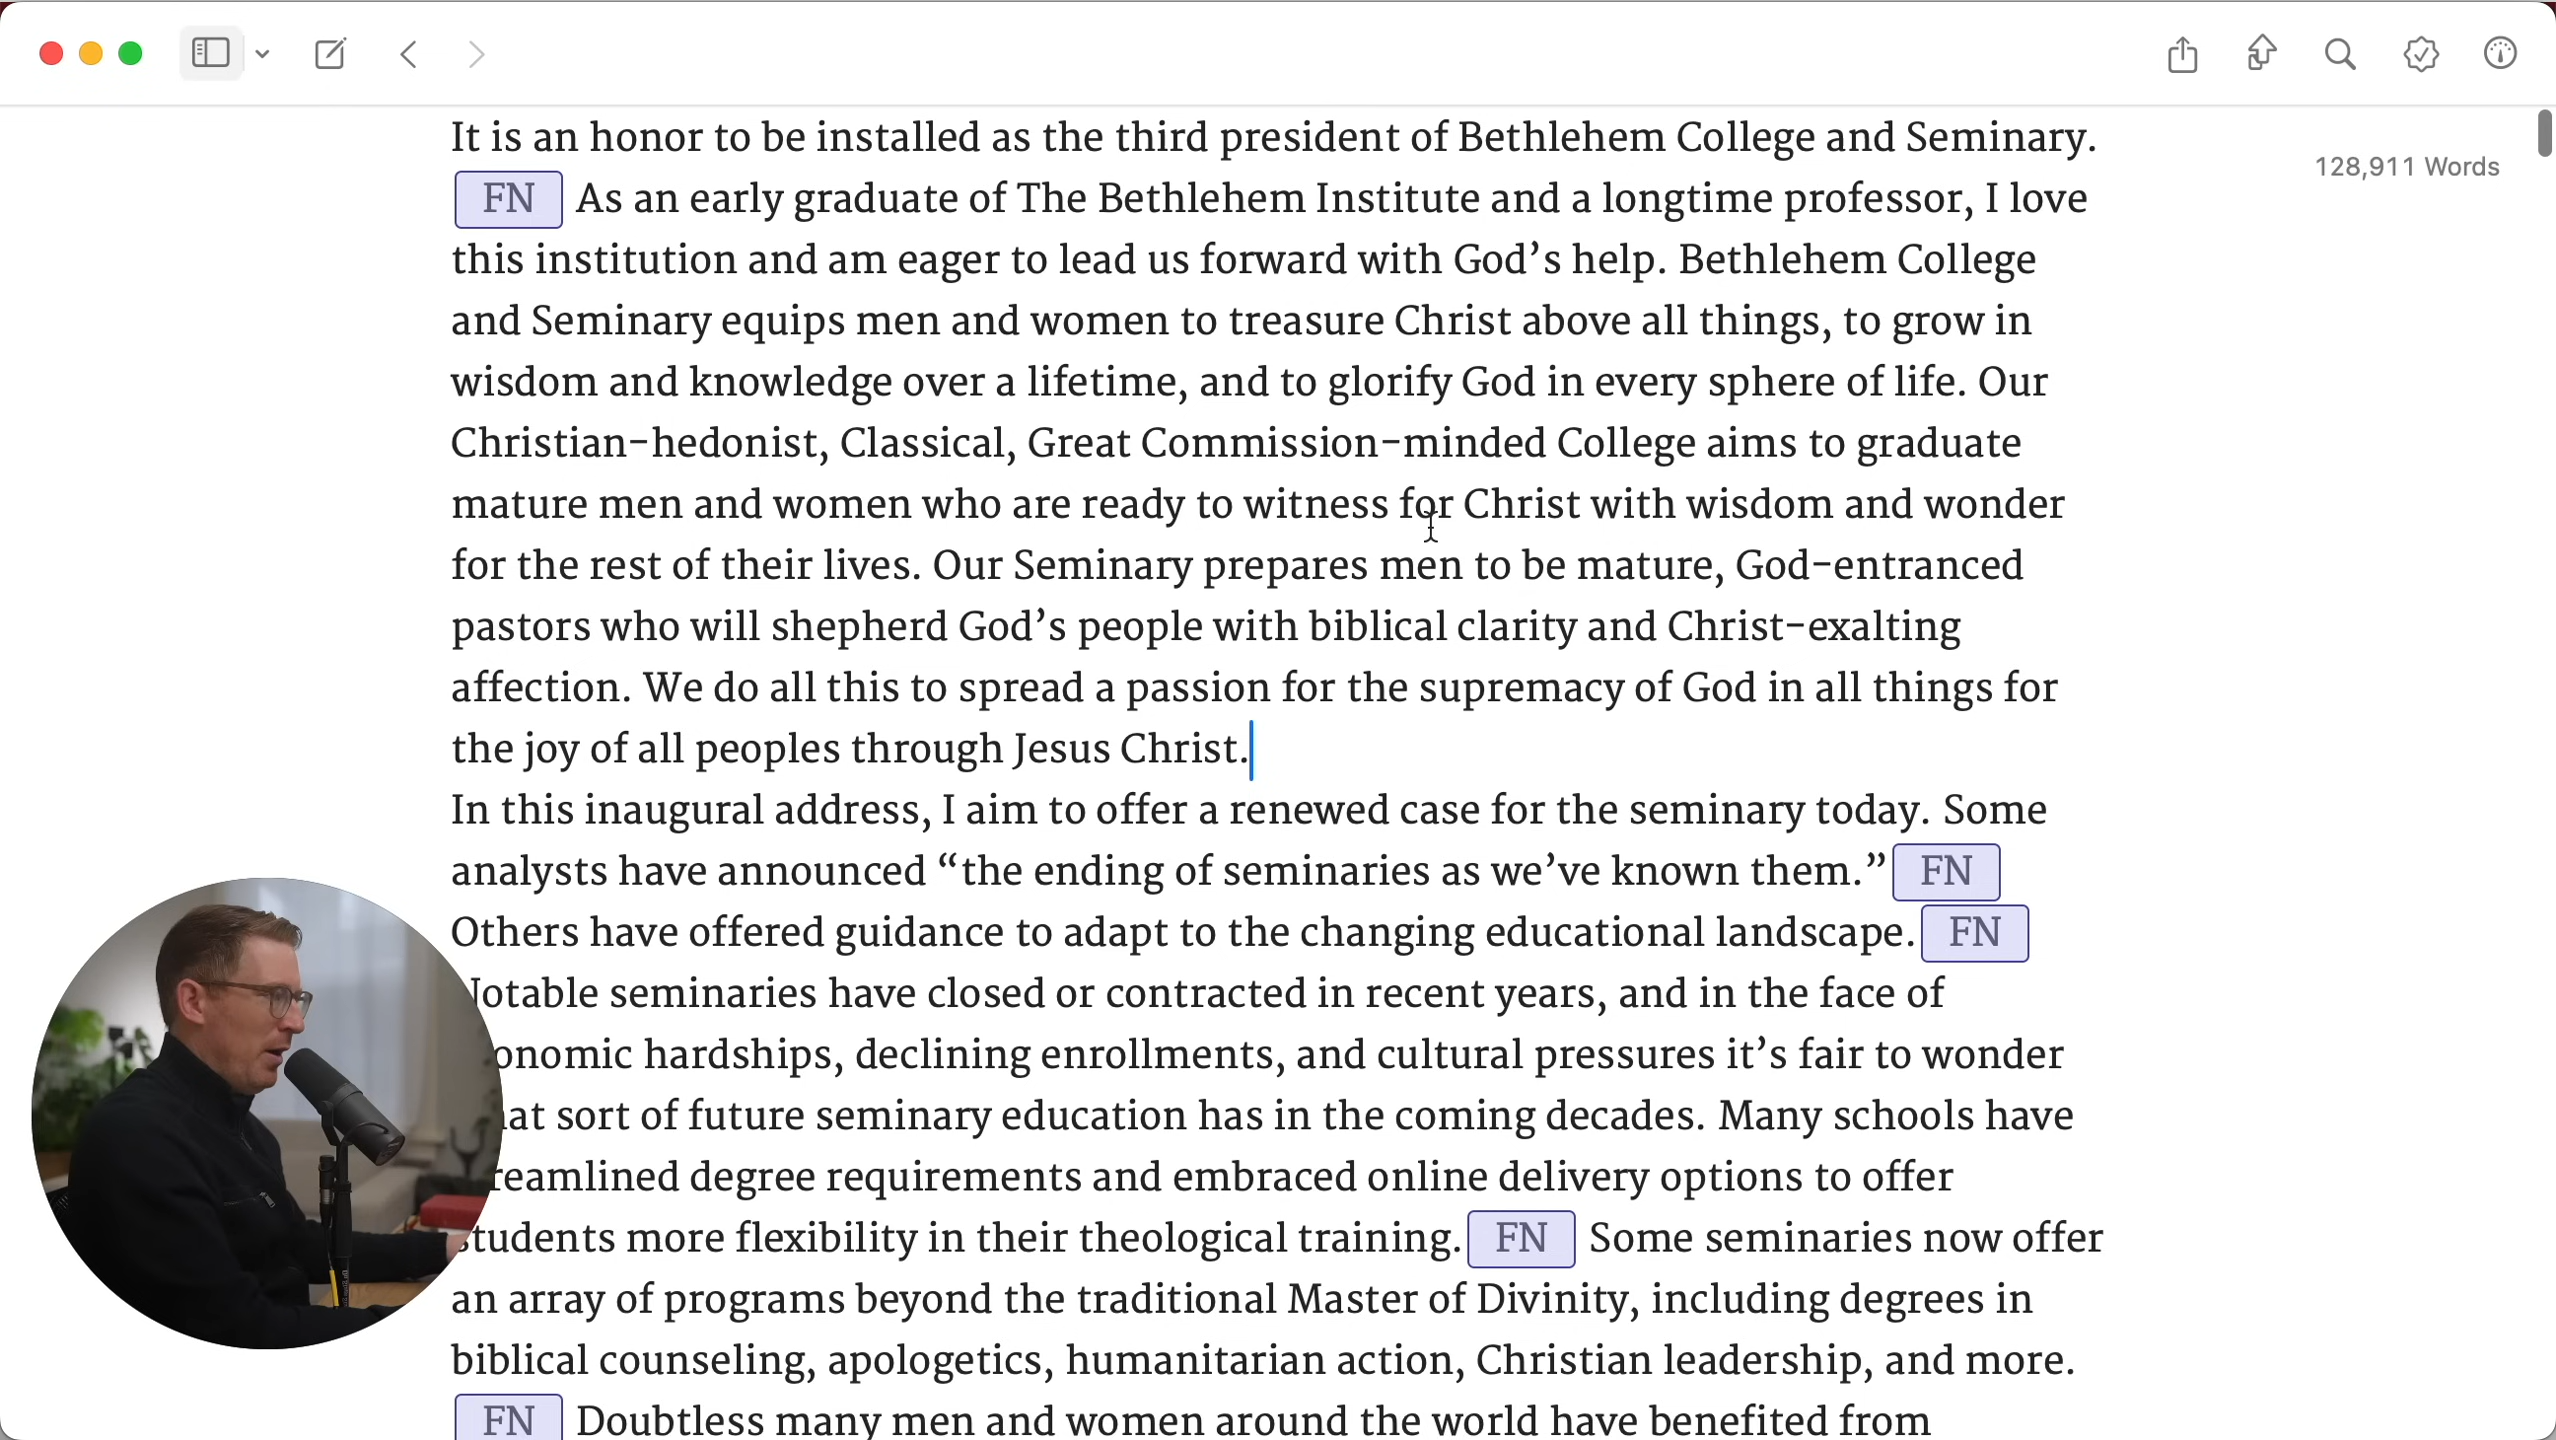 128,911 Words
It is an honor to be installed as the third president of Bethlehem College and Seminary.
FN As an early graduate of The Bethlehem Institute and a longtime professor, I love
this institution and am eager to lead us forward with God’s help. Bethlehem College
and Seminary equips men and women to treasure Christ above all things, to grow in
wisdom and knowledge over a lifetime, and to glorify God in every sphere of life. Our
Christian-hedonist, Classical, Great Commission-minded College aims to graduate
mature men and women who are ready to witness for Christ with wisdom and wonder
for the rest of their lives. Our Seminary prepares men to be mature, God-entranced
pastors who will shepherd God’s people with biblical clarity and Christ-exalting
affection. We do all this to spread a passion for the supremacy of God in all things for
the joy of all peoples through Jesus Christ.
In this inaugural address, I aim to offer a renewed case for the seminary today. Some
analysts have announced “the ending of seminaries as we’ve known them.” FN
Others have offered guidance to adapt to the changing educational landscape. FN
otable seminaries have closed or contracted in recent years, and in the face of
onomic hardships, declining enrollments, and cultural pressures it’s fair to wonder
at sort of future seminary education has in the coming decades. Many schools have
reamlined degree requirements and embraced online delivery options to offer
students more flexibility in their theological training. FN Some seminaries now offer
an array of programs beyond the traditional Master of Divinity, including degrees in
biblical counseling, apologetics, humanitarian action, Christian leadership, and more.
FN Doubtless many men and women around the world have benefited from